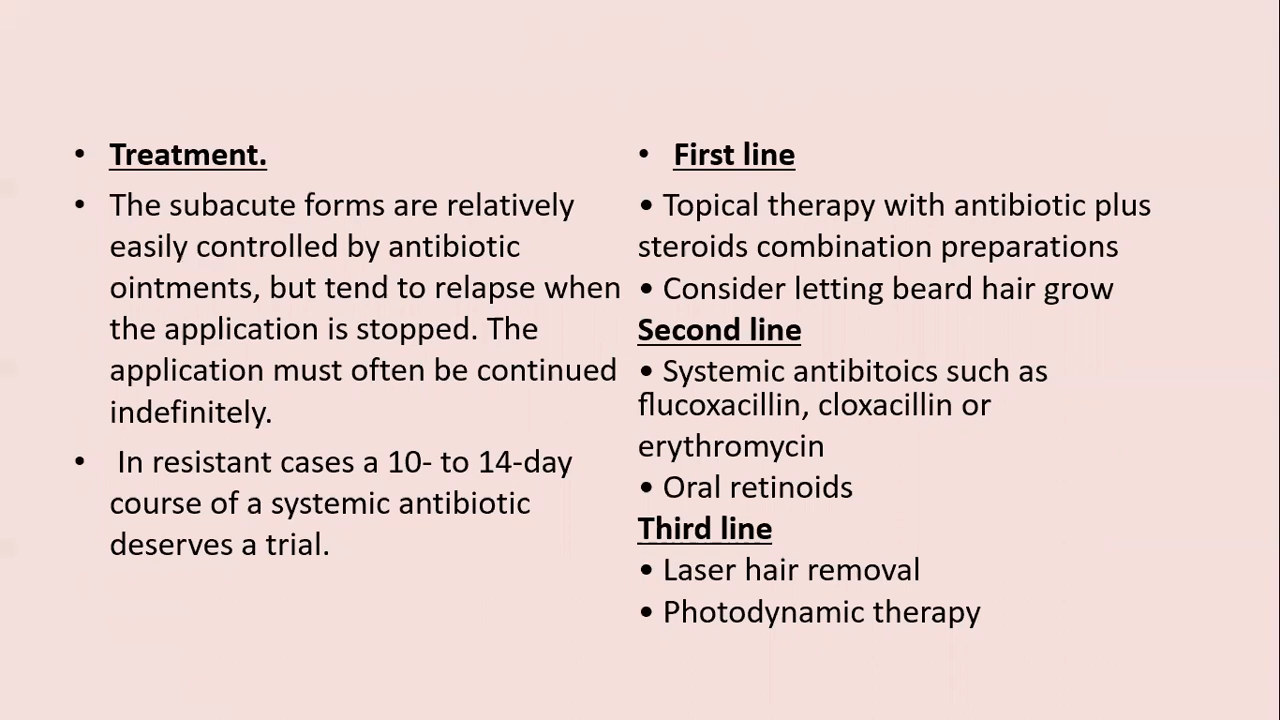 • Treatment.
• The subacute forms are relatively
easily controlled by antibiotic
ointments, but tend to relapse when
the application is stopped. The
application must often be continued
indefinitely.
• In resistant cases a 10- to 14-day
course of a systemic antibiotic
deserves a trial.
• First line
• Topical therapy with antibiotic plus
steroids combination preparations
• Consider letting beard hair grow
Second line
• Systemic antibitoics such as
flucoxacillin, cloxacillin or
erythromycin
• Oral retinoids
Third line
• Laser hair removal
• Photodynamic therapy